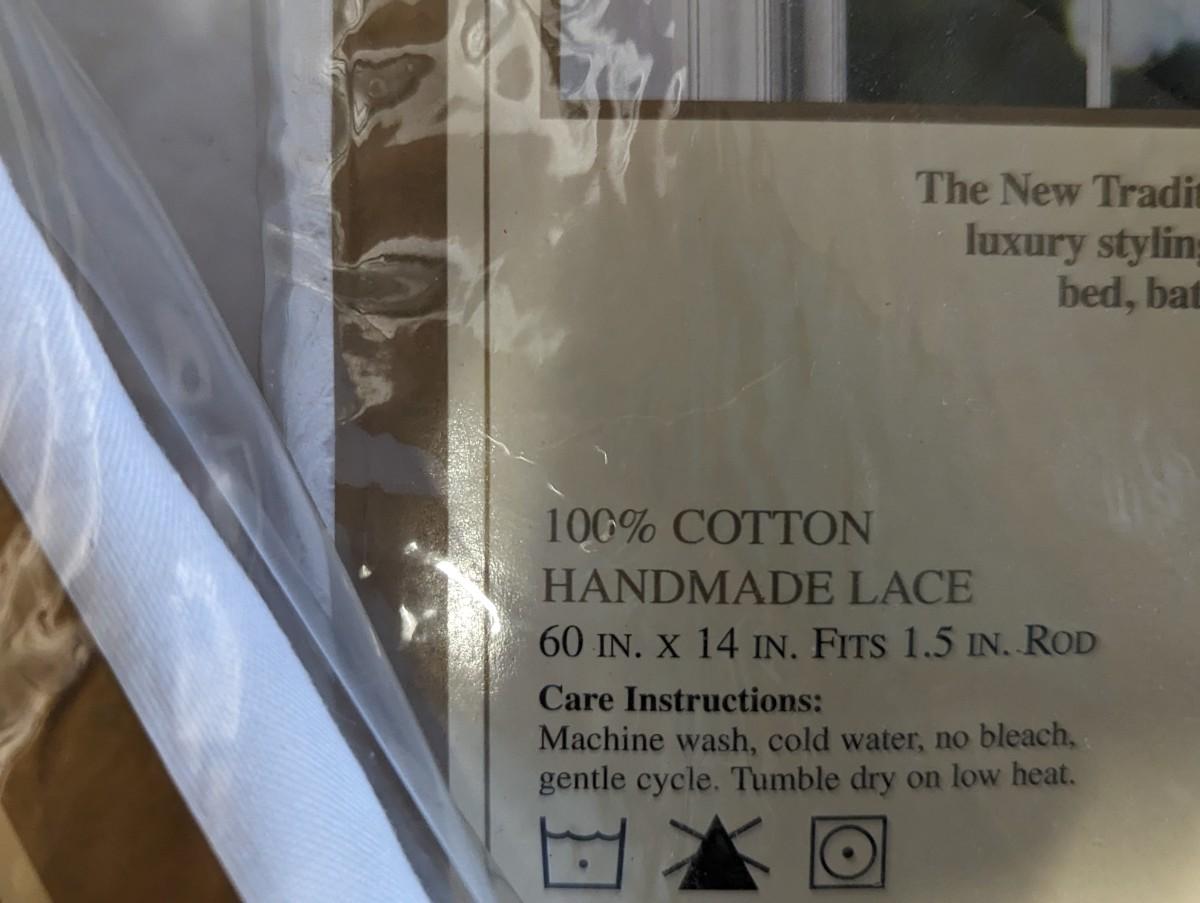 The New Tradit
luxury styling
bed, bat
100% COTTON
HANDMADE LACE
60 IN. X 14 IN. FITS 1.5 IN. ROD
Care Instructions:
Machine wash, cold water, no bleach,
gentle cycle. Tumble dry on low heat.